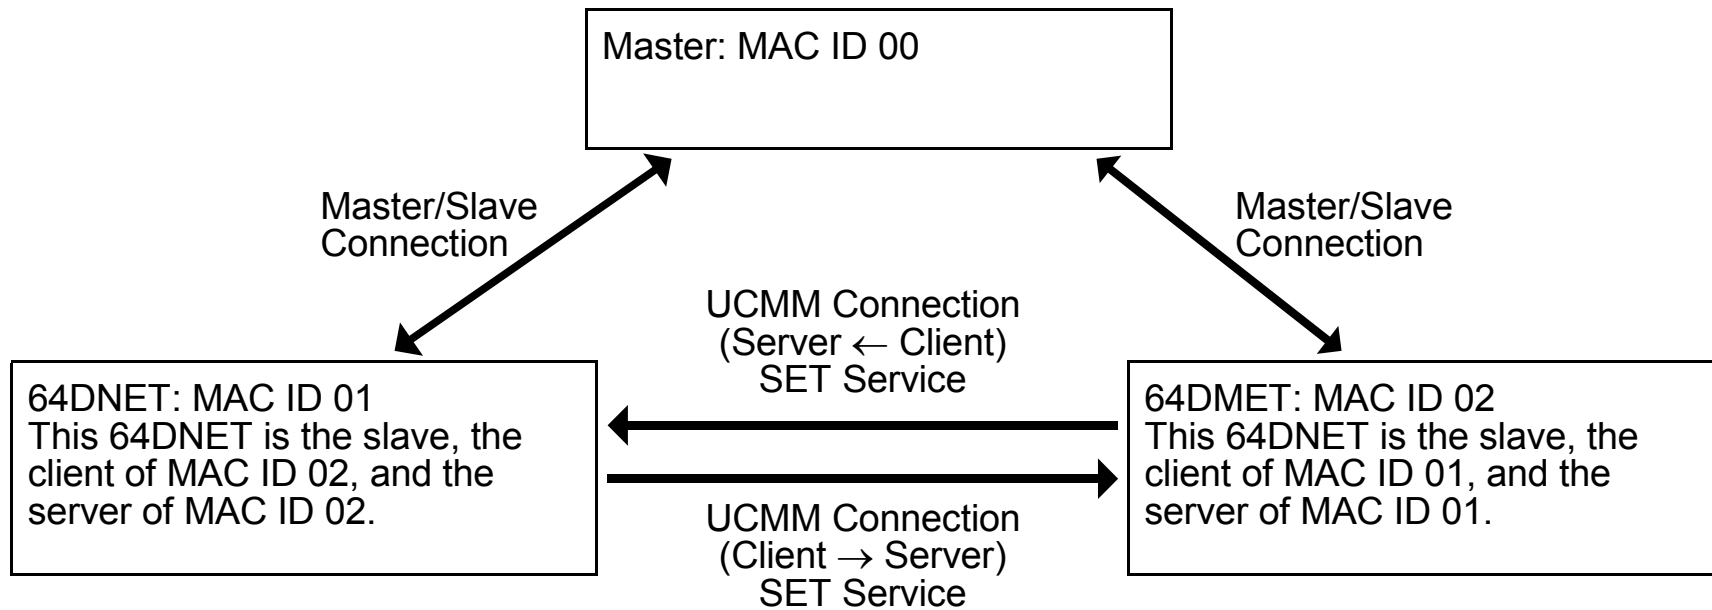 Master: MAC ID 00
Master/Slave
Connection
Master/Slave
Connection
UCMM Connection
(Server ← Client)
SET Service
64DNET: MAC ID 01
This 64DNET is the slave, the
client of MAC ID 02, and the
server of MAC ID 02.
64DMET: MAC ID 02
This 64DNET is the slave, the
client of MAC ID 01, and the
server of MAC ID 01.
UCMM Connection
(Client → Server)
SET Service